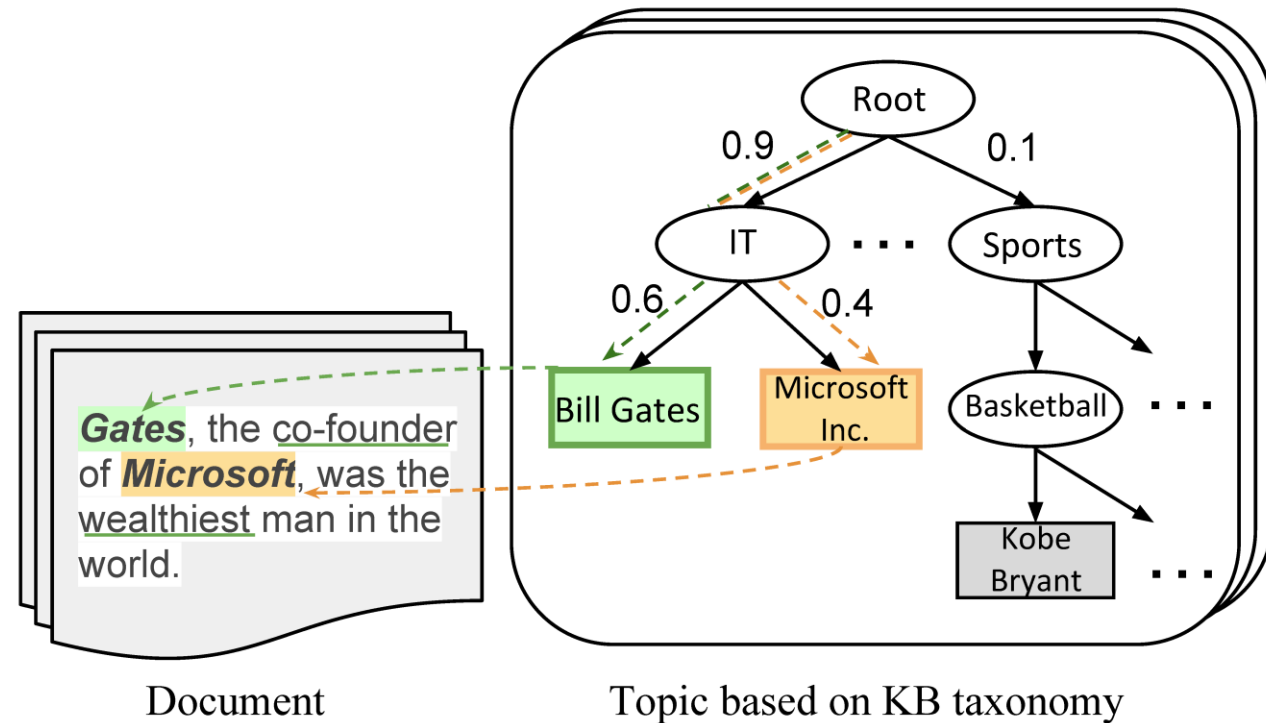 Root
0.9
0.1
IT
...
Sports
0.6
0.4
Bill Gates
Microsoft
Inc.
Basketball
...
Kobe
Bryant
...
Gates, the co-founder
of Microsoft, was the
wealthiest man in the
world.
Document
Topic based on KB taxonomy